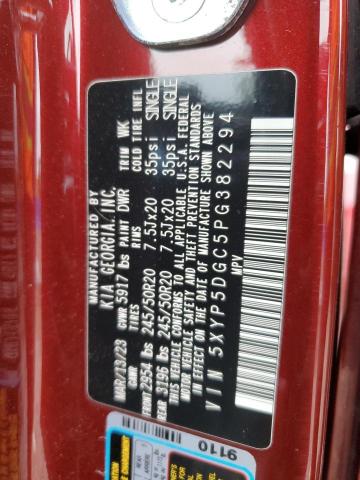 MANUFACTURED BY
KIA GEORGIA, INC.
MAR/13/23 GVWR 5917 lbs PAINT DWR TRIM WK
GAWR TIRES RIMS COLD TIRE INFL
FRONT 2954 lbs 245/50R20 7.5Jx20 35psi SINGLE
REAR 3196 lbs 245/50R20 7.5Jx20 35psi SINGLE
THIS VEHICLE CONFORMS TO ALL APPLICABLE U.S.A. FEDERAL
MOTOR VEHICLE SAFETY AND THEFT PREVENTION STANDARDS
IN EFFECT ON THE DATE OF MANUFACTURE SHOWN ABOVE
VIN 5XYP5DGC5PG382294
MPV
9110